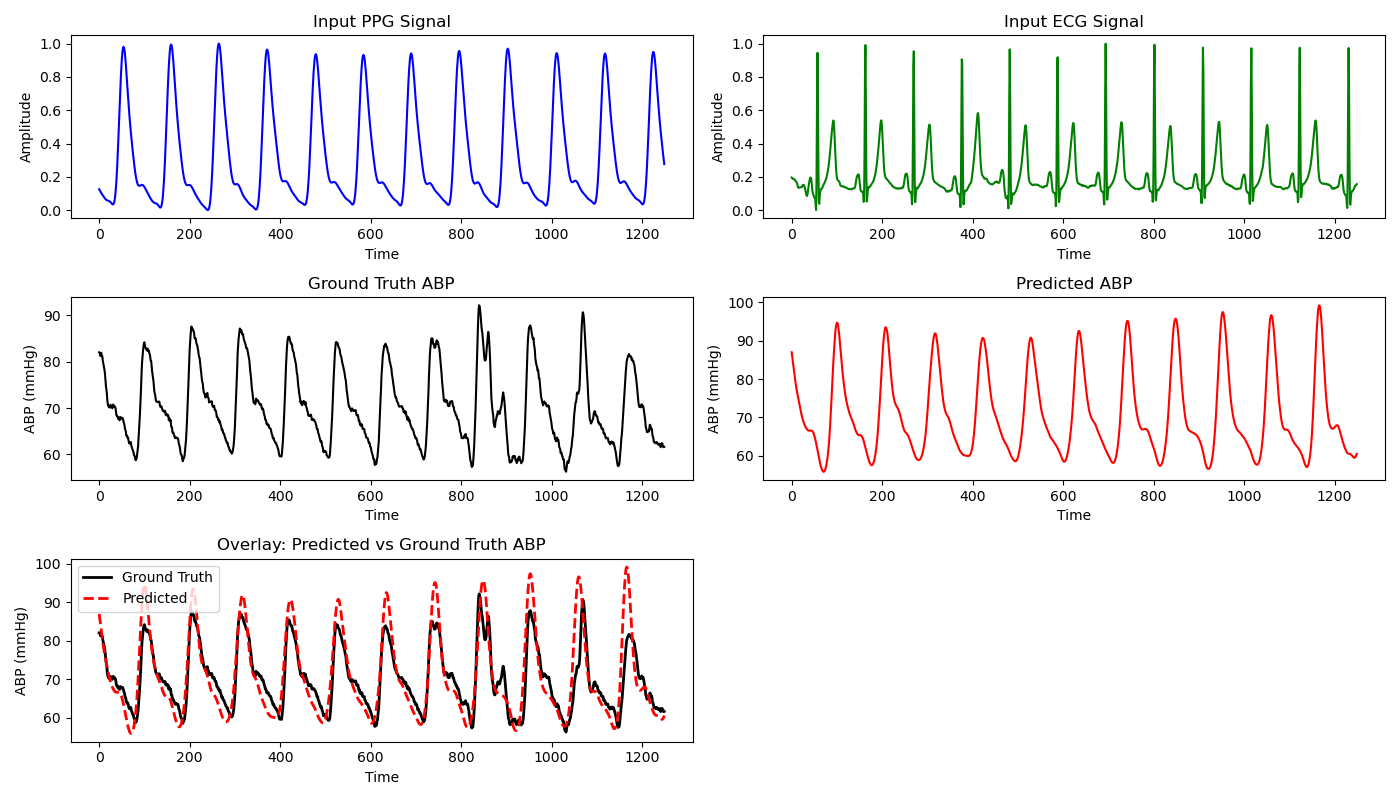 Input PPG Signal
Amplitude
1.0
0.8
0.6
0.4
0.2
0.0
0 200 400 600 800 1000 1200
Time
Input ECG Signal
Amplitude
1.0
0.8
0.6
0.4
0.2
0.0
0 200 400 600 800 1000 1200
Time
Ground Truth ABP
ABP (mmHg)
90
80
70
60
0 200 400 600 800 1000 1200
Time
Predicted ABP
ABP (mmHg)
100
90
80
70
60
0 200 400 600 800 1000 1200
Time
Overlay: Predicted vs Ground Truth ABP
ABP (mmHg)
100
90
80
70
60
Ground Truth
Predicted
0 200 400 600 800 1000 1200
Time